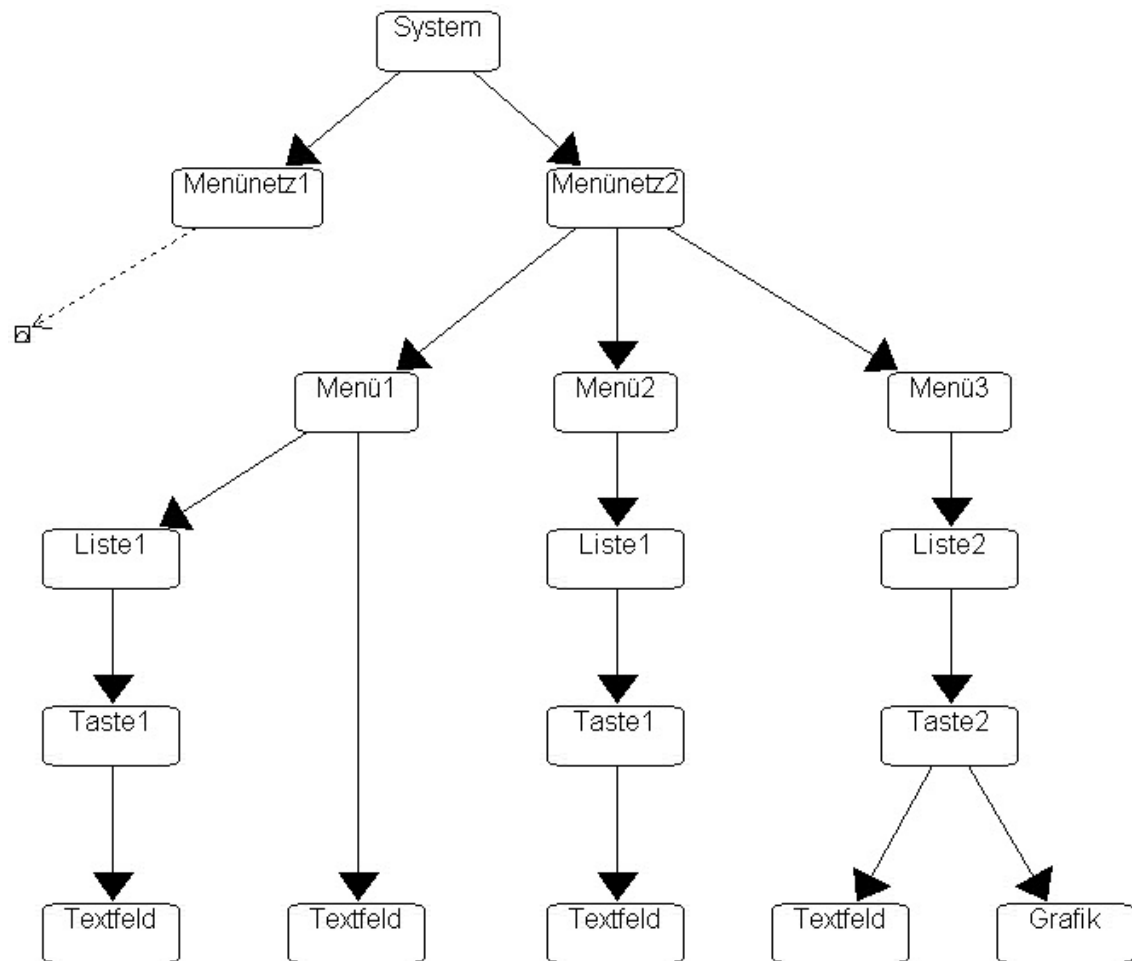 System
Menünetz1
Menünetz2
Menü1
Menü2
Menü3
Liste1
Liste1
Liste2
Taste1
Taste1
Taste2
Textfeld
Textfeld
Textfeld
Textfeld
Grafik